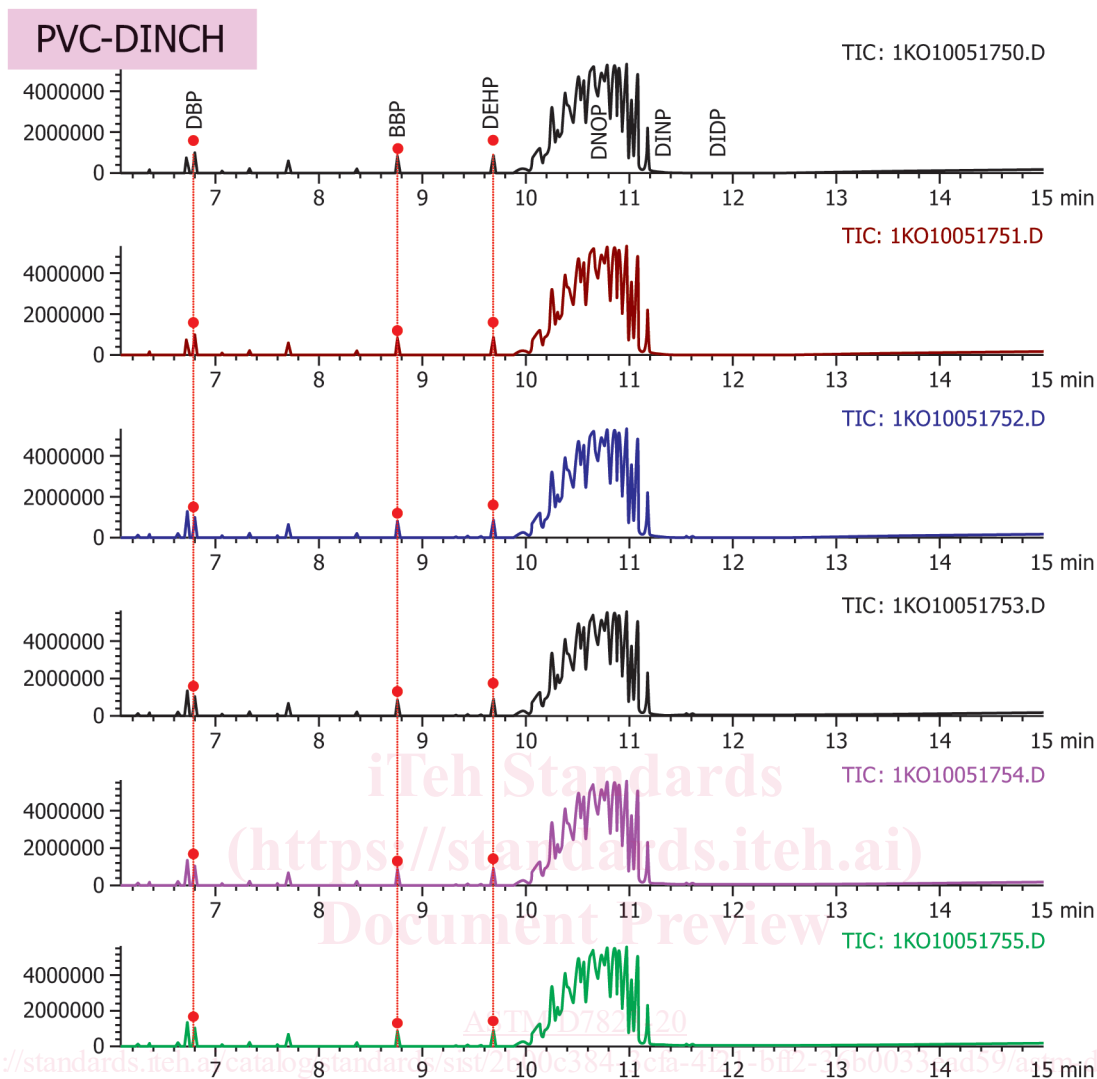 PVC-DINCH
TIC: 1KO10051750.D
4000000
2000000
0
DBP
BBP
DEHP
DNOP
DINP
DIDP
7 8 9 10 11 12 13 14 15 min
TIC: 1KO10051751.D
4000000
2000000
0
7 8 9 10 11 12 13 14 15 min
TIC: 1KO10051752.D
4000000
2000000
0
7 8 9 10 11 12 13 14 15 min
TIC: 1KO10051753.D
4000000
2000000
0
7 8 9 10 11 12 13 14 15 min
iTeh Standards
TIC: 1KO10051754.D
4000000
2000000
0
(https://standards.iteh.ai)
7 8 9 10 11 12 13 14 15 min
Document Preview
TIC: 1KO10051755.D
4000000
2000000
0
7 8 9 10 11 12 13 14 15 min